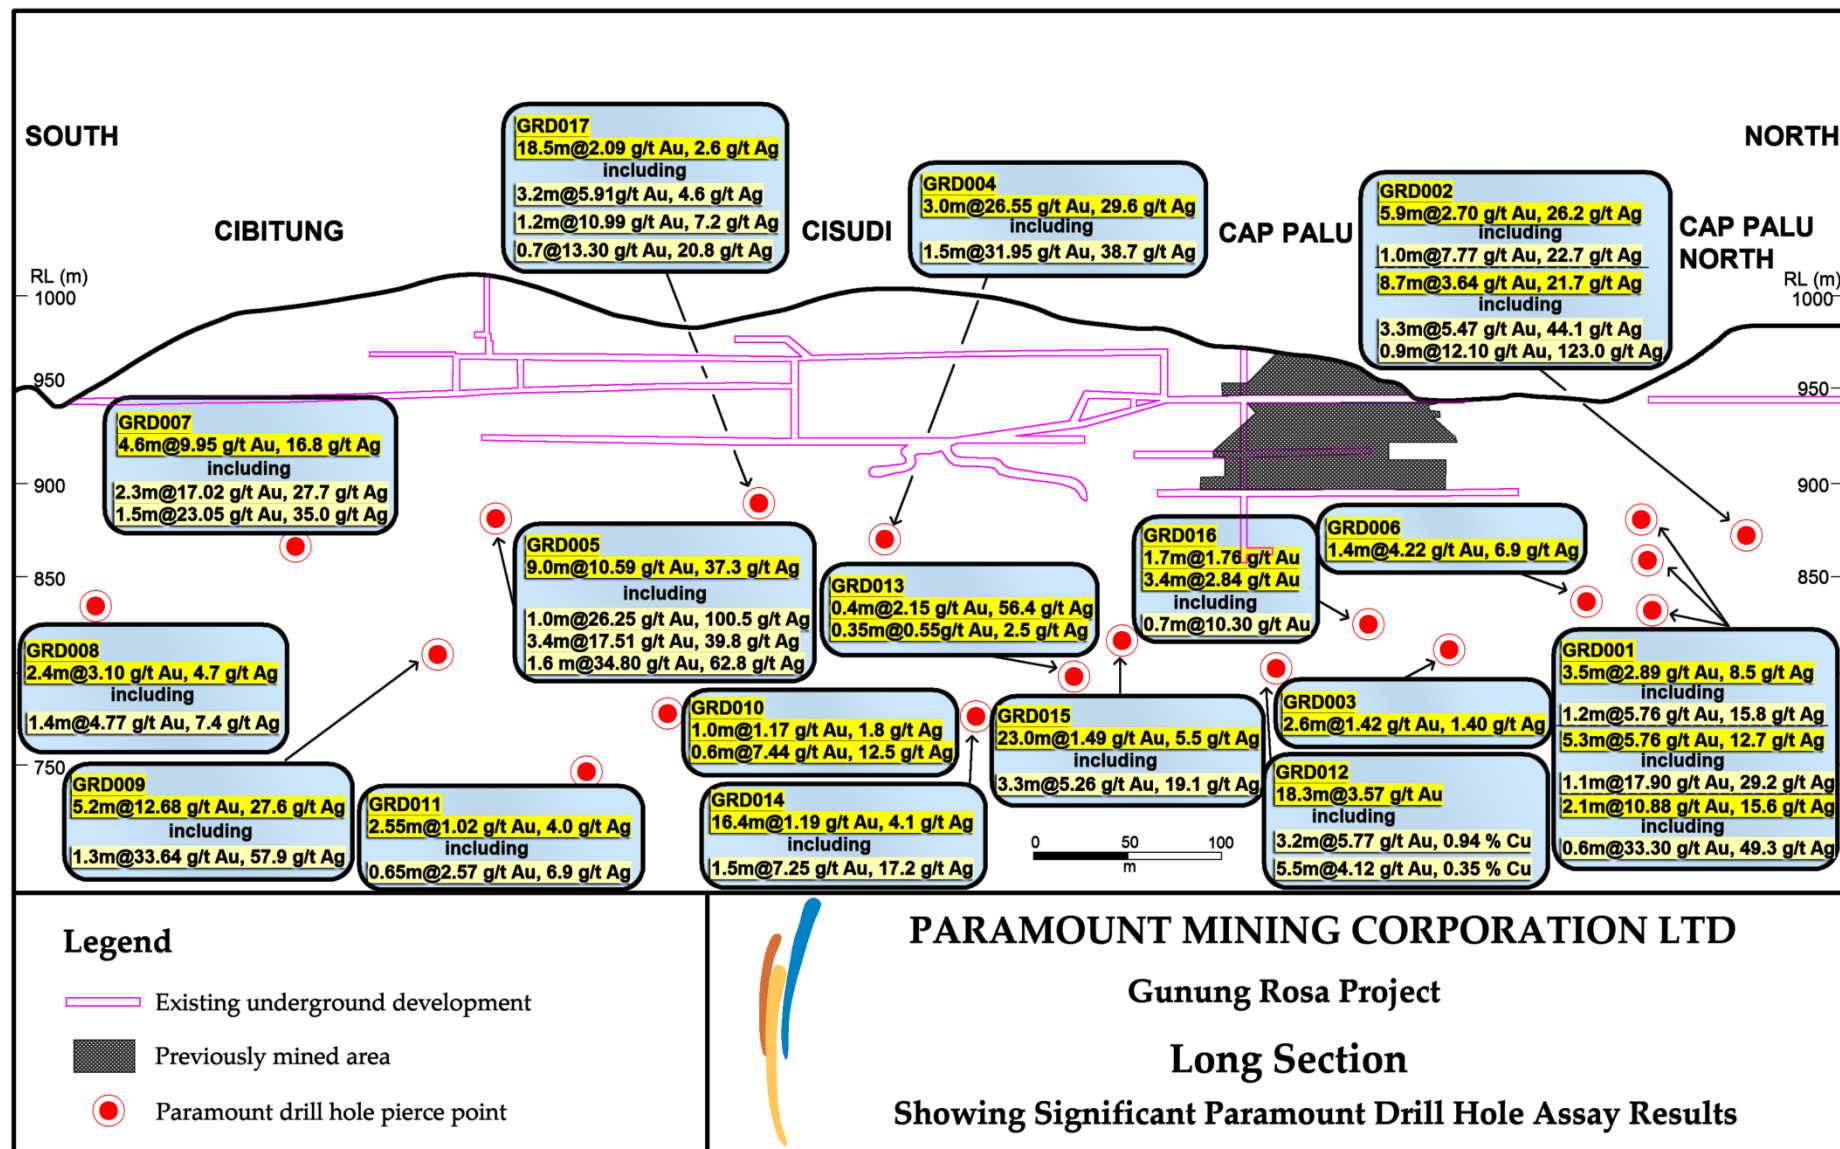 SOUTH
NORTH
CIBITUNG
CISUDI
CAP PALU
CAP PALU
NORTH
RL (m)
1000
950
900
850
750
RL (m)
1000
950
900
850
GRD017
18.5m@2.09 g/t Au, 2.6 g/t Ag
including
3.2m@5.91g/t Au, 4.6 g/t Ag
1.2m@10.99 g/t Au, 7.2 g/t Ag
0.7@13.30 g/t Au, 20.8 g/t Ag
GRD004
3.0m@26.55 g/t Au, 29.6 g/t Ag
including
1.5m@31.95 g/t Au, 38.7 g/t Ag
GRD002
5.9m@2.70 g/t Au, 26.2 g/t Ag
including
1.0m@7.77 g/t Au, 22.7 g/t Ag
8.7m@3.64 g/t Au, 21.7 g/t Ag
including
3.3m@5.47 g/t Au, 44.1 g/t Ag
0.9m@12.10 g/t Au, 123.0 g/t Ag
GRD007
4.6m@9.95 g/t Au, 16.8 g/t Ag
including
2.3m@17.02 g/t Au, 27.7 g/t Ag
1.5m@23.05 g/t Au, 35.0 g/t Ag
GRD005
9.0m@10.59 g/t Au, 37.3 g/t Ag
including
1.0m@26.25 g/t Au, 100.5 g/t Ag
3.4m@17.51 g/t Au, 39.8 g/t Ag
1.6 m@34.80 g/t Au, 62.8 g/t Ag
GRD013
0.4m@2.15 g/t Au, 56.4 g/t Ag
0.35m@0.55g/t Au, 2.5 g/t Ag
GRD016
1.7m@1.76 g/t Au
3.4m@2.84 g/t Au
including
0.7m@10.30 g/t Au
GRD006
1.4m@4.22 g/t Au, 6.9 g/t Ag
GRD008
2.4m@3.10 g/t Au, 4.7 g/t Ag
including
1.4m@4.77 g/t Au, 7.4 g/t Ag
GRD009
5.2m@12.68 g/t Au, 27.6 g/t Ag
including
1.3m@33.64 g/t Au, 57.9 g/t Ag
GRD011
2.55m@1.02 g/t Au, 4.0 g/t Ag
including
0.65m@2.57 g/t Au, 6.9 g/t Ag
GRD010
1.0m@1.17 g/t Au, 1.8 g/t Ag
0.6m@7.44 g/t Au, 12.5 g/t Ag
GRD014
16.4m@1.19 g/t Au, 4.1 g/t Ag
including
1.5m@7.25 g/t Au, 17.2 g/t Ag
GRD015
23.0m@1.49 g/t Au, 5.5 g/t Ag
including
3.3m@5.26 g/t Au, 19.1 g/t Ag
GRD003
2.6m@1.42 g/t Au, 1.40 g/t Ag
GRD012
18.3m@3.57 g/t Au
including
3.2m@5.77 g/t Au, 0.94 % Cu
5.5m@4.12 g/t Au, 0.35 % Cu
GRD001
3.5m@2.89 g/t Au, 8.5 g/t Ag
including
1.2m@5.76 g/t Au, 15.8 g/t Ag
5.3m@5.76 g/t Au, 12.7 g/t Ag
including
1.1m@17.90 g/t Au, 29.2 g/t Ag
2.1m@10.88 g/t Au, 15.6 g/t Ag
including
0.6m@33.30 g/t Au, 49.3 g/t Ag
0 50 100
m
Legend
Existing underground development
Previously mined area
Paramount drill hole pierce point
PARAMOUNT MINING CORPORATION LTD
Gunung Rosa Project
Long Section
Showing Significant Paramount Drill Hole Assay Results